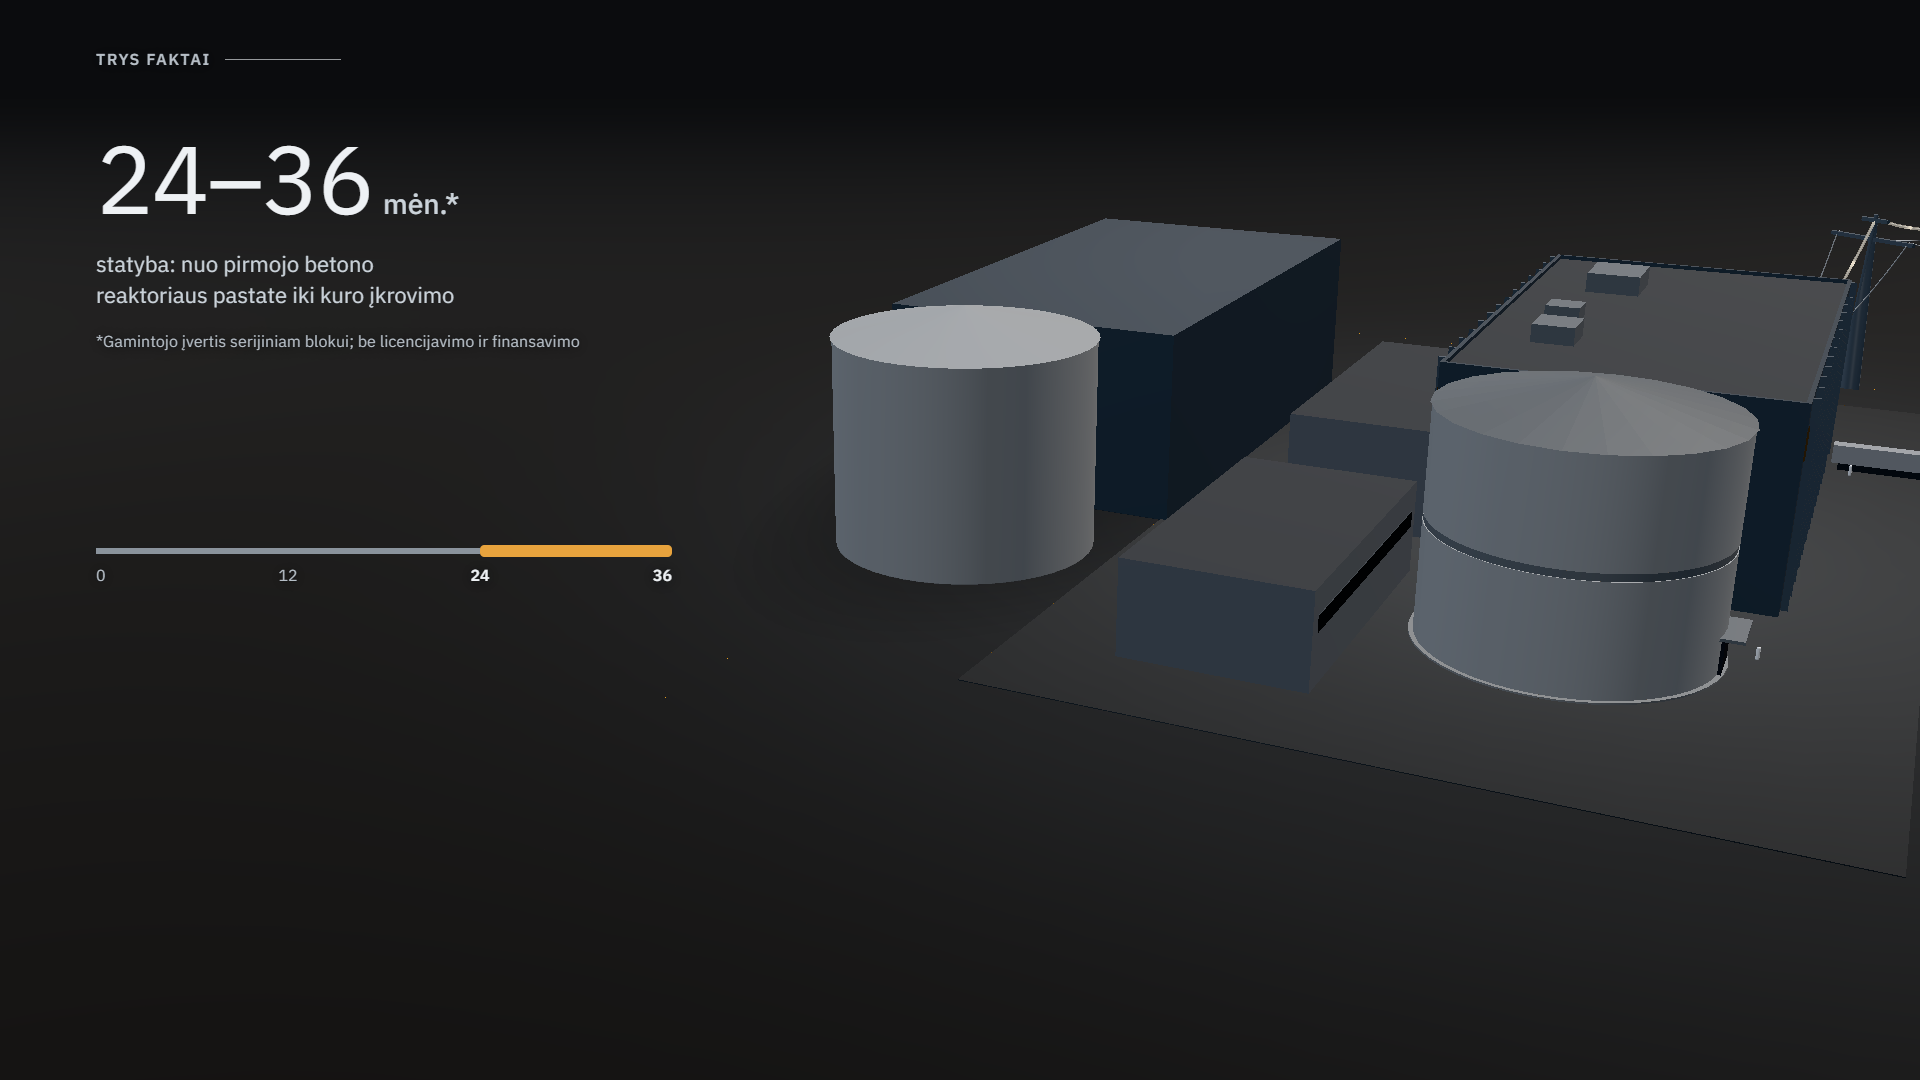 TRYS FAKTAI
24–36 mėn.*
statyba: nuo pirmojo betono
reaktoriaus pastate iki kuro įkrovimo
*Gamintojo įvertis serijiniam blokui; be licencijavimo ir finansavimo
0 12 24 36